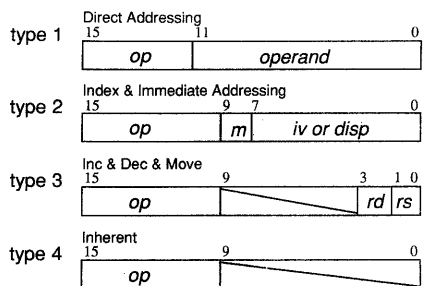 Direct Addressing
type 1
15 11 0
op operand
Index & Immediate Addressing
type 2
15 9 7 0
op m iv or disp
Inc & Dec & Move
type 3
15 9 3 1 0
op rd rs
Inherent
type 4
15 9 0
op